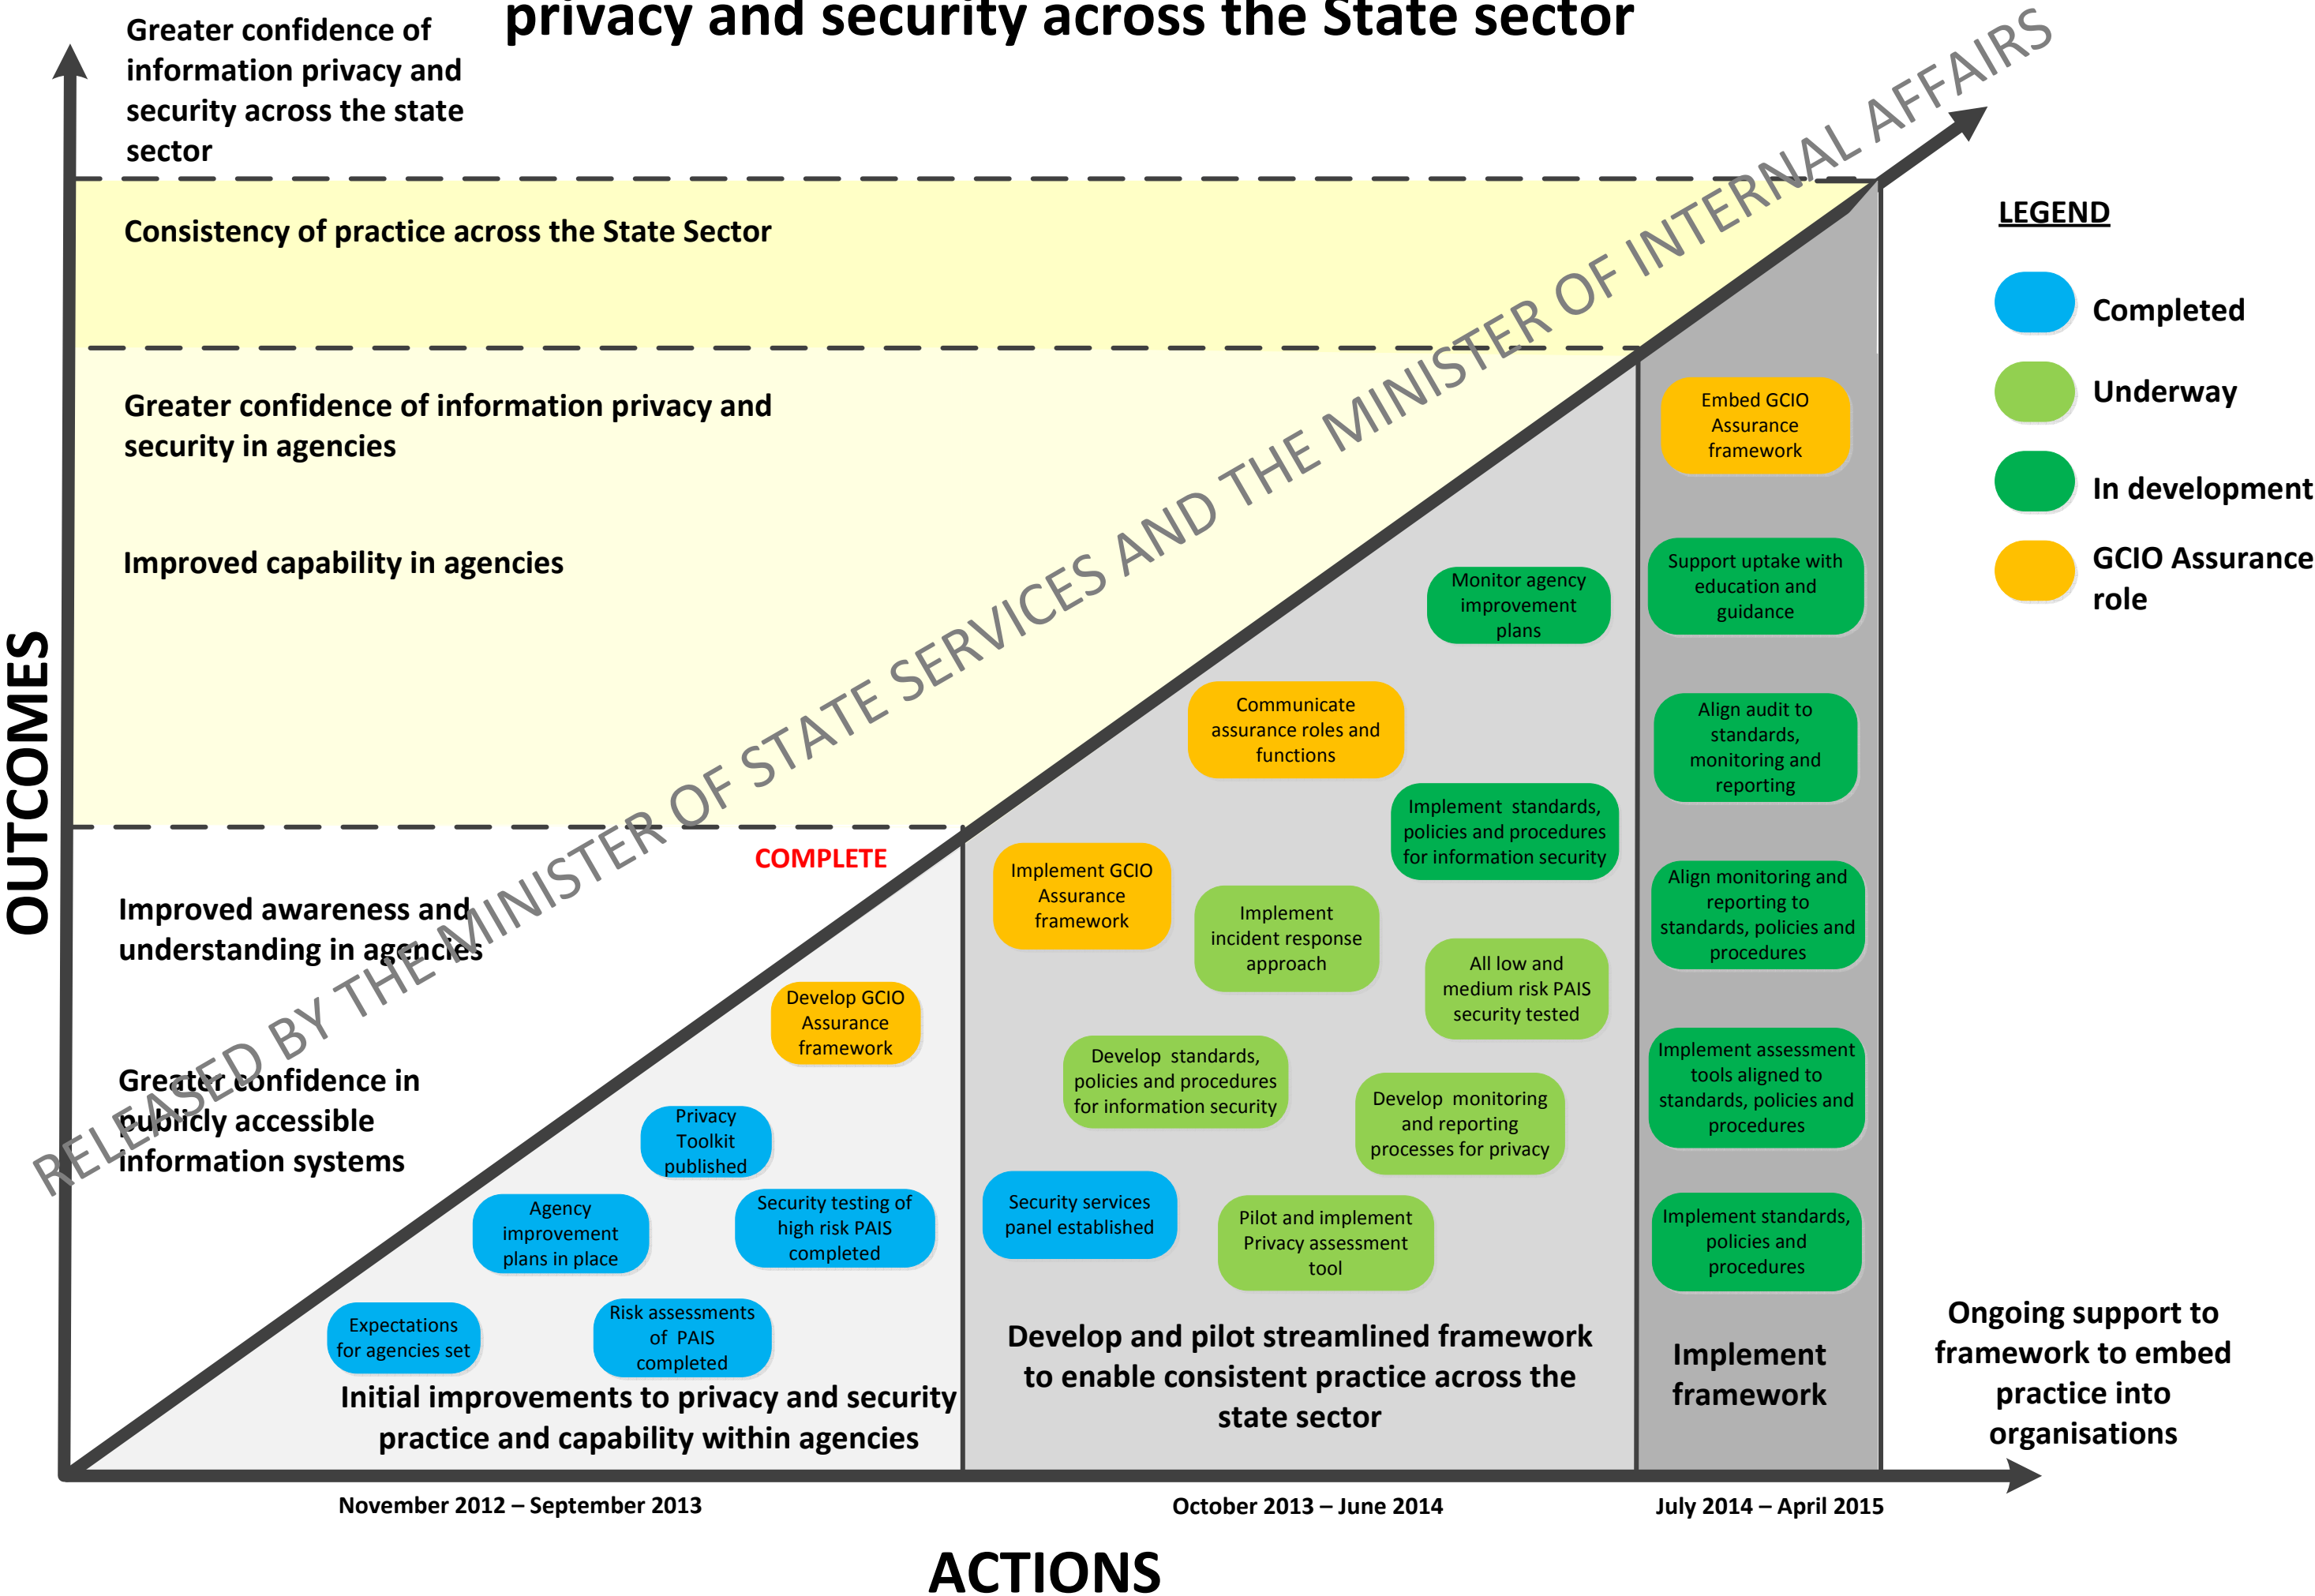 privacy and security across the State sector
Greater confidence of
information privacy and
security across the state
sector
Consistency of practice across the State Sector
Greater confidence of information privacy and
security in agencies
Improved capability in agencies
OUTCOMES
COMPLETE
Improved awareness and
understanding in agencies
Greater confidence in
publicly accessible
information systems
RELEASED BY THE MINISTER OF STATE SERVICES AND THE MINISTER OF INTERNAL AFFAIRS
Develop GCIO
Assurance
framework
Privacy
Toolkit
published
Agency
improvement
plans in place
Security testing of
high risk PAIS
completed
Expectations
for agencies set
Risk assessments
of PAIS
completed
Initial improvements to privacy and security
practice and capability within agencies
Monitor agency
improvement
plans
Communicate
assurance roles and
functions
Implement standards,
policies and procedures
for information security
Implement GCIO
Assurance
framework
Implement
incident response
approach
All low and
medium risk PAIS
security tested
Develop standards,
policies and procedures
for information security
Develop monitoring
and reporting
processes for privacy
Security services
panel established
Pilot and implement
Privacy assessment
tool
Develop and pilot streamlined framework
to enable consistent practice across the
state sector
Embed GCIO
Assurance
framework
Support uptake with
education and
guidance
Align audit to
standards,
monitoring and
reporting
Align monitoring and
reporting to
standards, policies and
procedures
Implement assessment
tools aligned to
standards, policies and
procedures
Implement standards,
policies and
procedures
Implement
framework
LEGEND
Completed
Underway
In development
GCIO Assurance
role
Ongoing support to
framework to embed
practice into
organisations
November 2012 – September 2013
October 2013 – June 2014
July 2014 – April 2015
ACTIONS